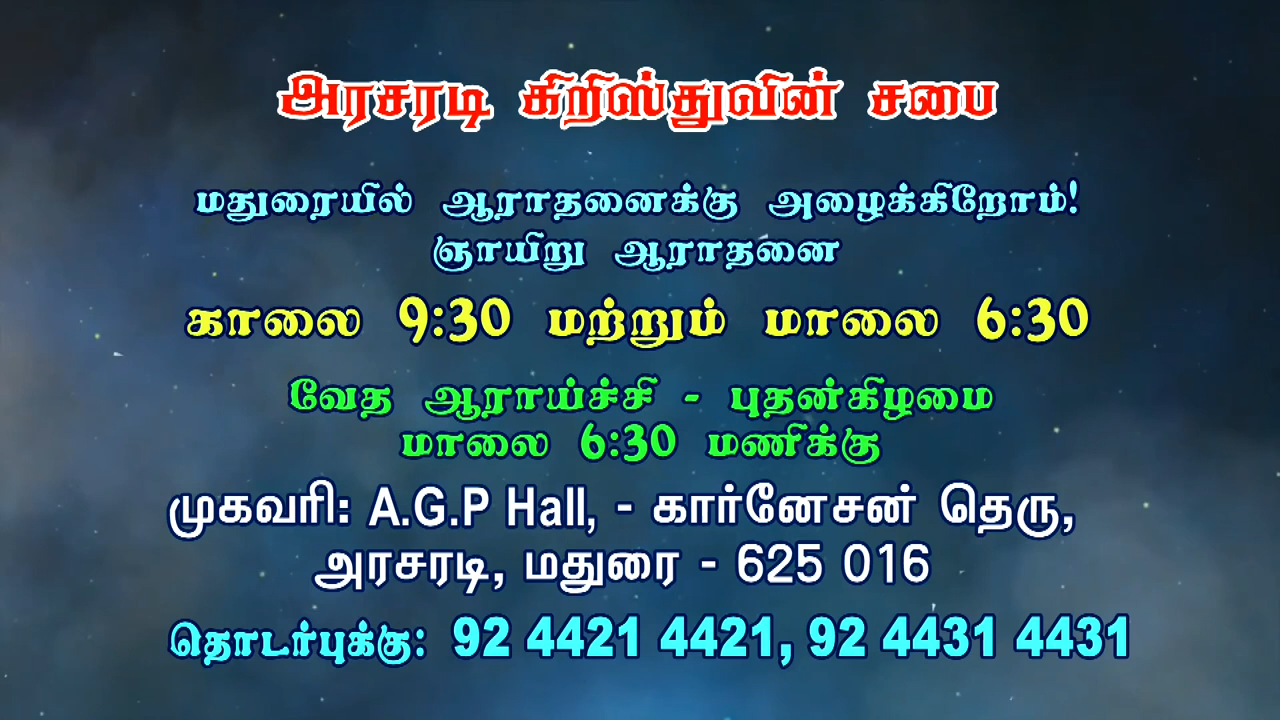 அரசரடி கிறிஸ்துவின் சபை
மதுரையில் ஆராதனைக்கு அழைக்கிறோம்!
ஞாயிறு ஆராதனை
காலை 9:30 மற்றும் மாலை 6:30
வேத ஆராய்ச்சி - புதன்கிழமை
மாலை 6:30 மணிக்கு
முகவரி: A.G.P Hall, - கார்னேசன் தெரு,
அரசரடி, மதுரை - 625 016
தொடர்புக்கு: 92 4421 4421, 92 4431 4431